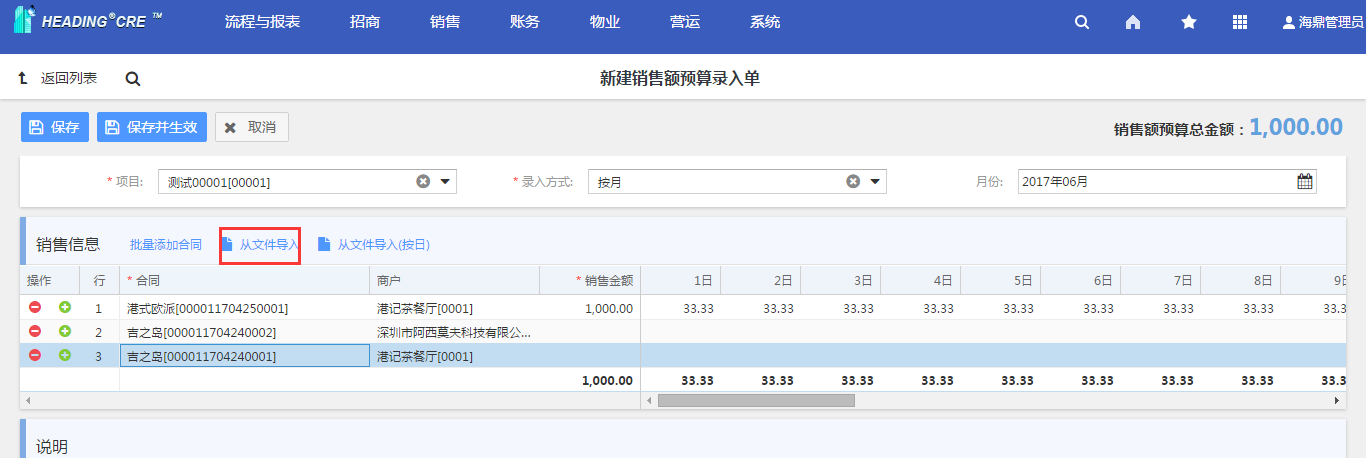 HEADING®CRE ™ 流程与报表 招商 销售 账务 物业 营运 系统 海鼎管理员
返回列表 新建销售额预算录入单
保存 保存并生效 取消 销售额预算总金额：1,000.00
* 项目: 测试00001[00001] * 录入方式: 按月 月份: 2017年06月
销售信息 批量添加合同 从文件导入 从文件导入(按日)
操作 行 * 合同 商户 * 销售金额 1日 2日 3日 4日 5日 6日 7日 8日 9日
1 港式欧派[000011704250001] 港记茶餐厅[0001] 1,000.00 33.33 33.33 33.33 33.33 33.33 33.33 33.33 33.33 33.3
2 吉之岛[000011704240002] 深圳市阿西莫夫科技有限公...
3 吉之岛[000011704240001] 港记茶餐厅[0001]
1,000.00 33.33 33.33 33.33 33.33 33.33 33.33 33.33 33.33 33.3
说明